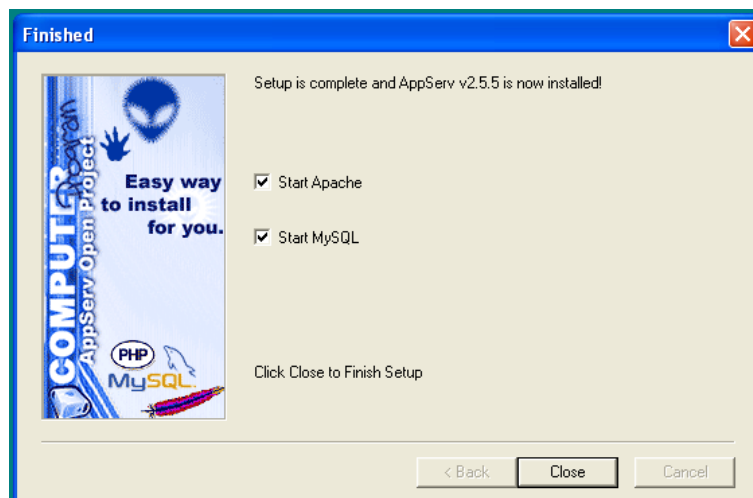 Finished
Setup is complete and AppServ v2.5.5 is now installed!
COMPUTER
Program
AppServ Open Project
Easy way
to install
for you.
Start Apache
Start MySQL
PHP
MySQL
Click Close to Finish Setup
< Back
Close
Cancel